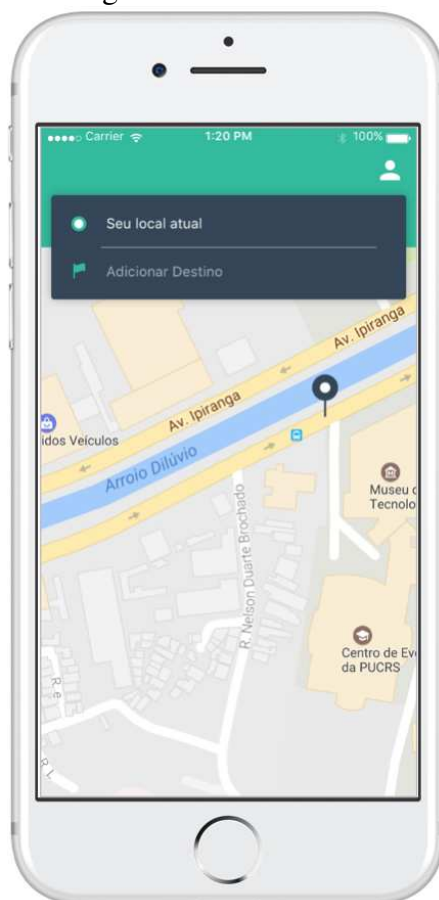 Carrier
1:20 PM
100%
Seu local atual
Adicionar Destino
Av. Ipiranga
Av. Ipiranga
idos Veículos
Arroio Dilúvio
Museu
Tecnolo
R. Nelson Duarte Brochado
Centro de Ev
da PUCRS
R e
R L